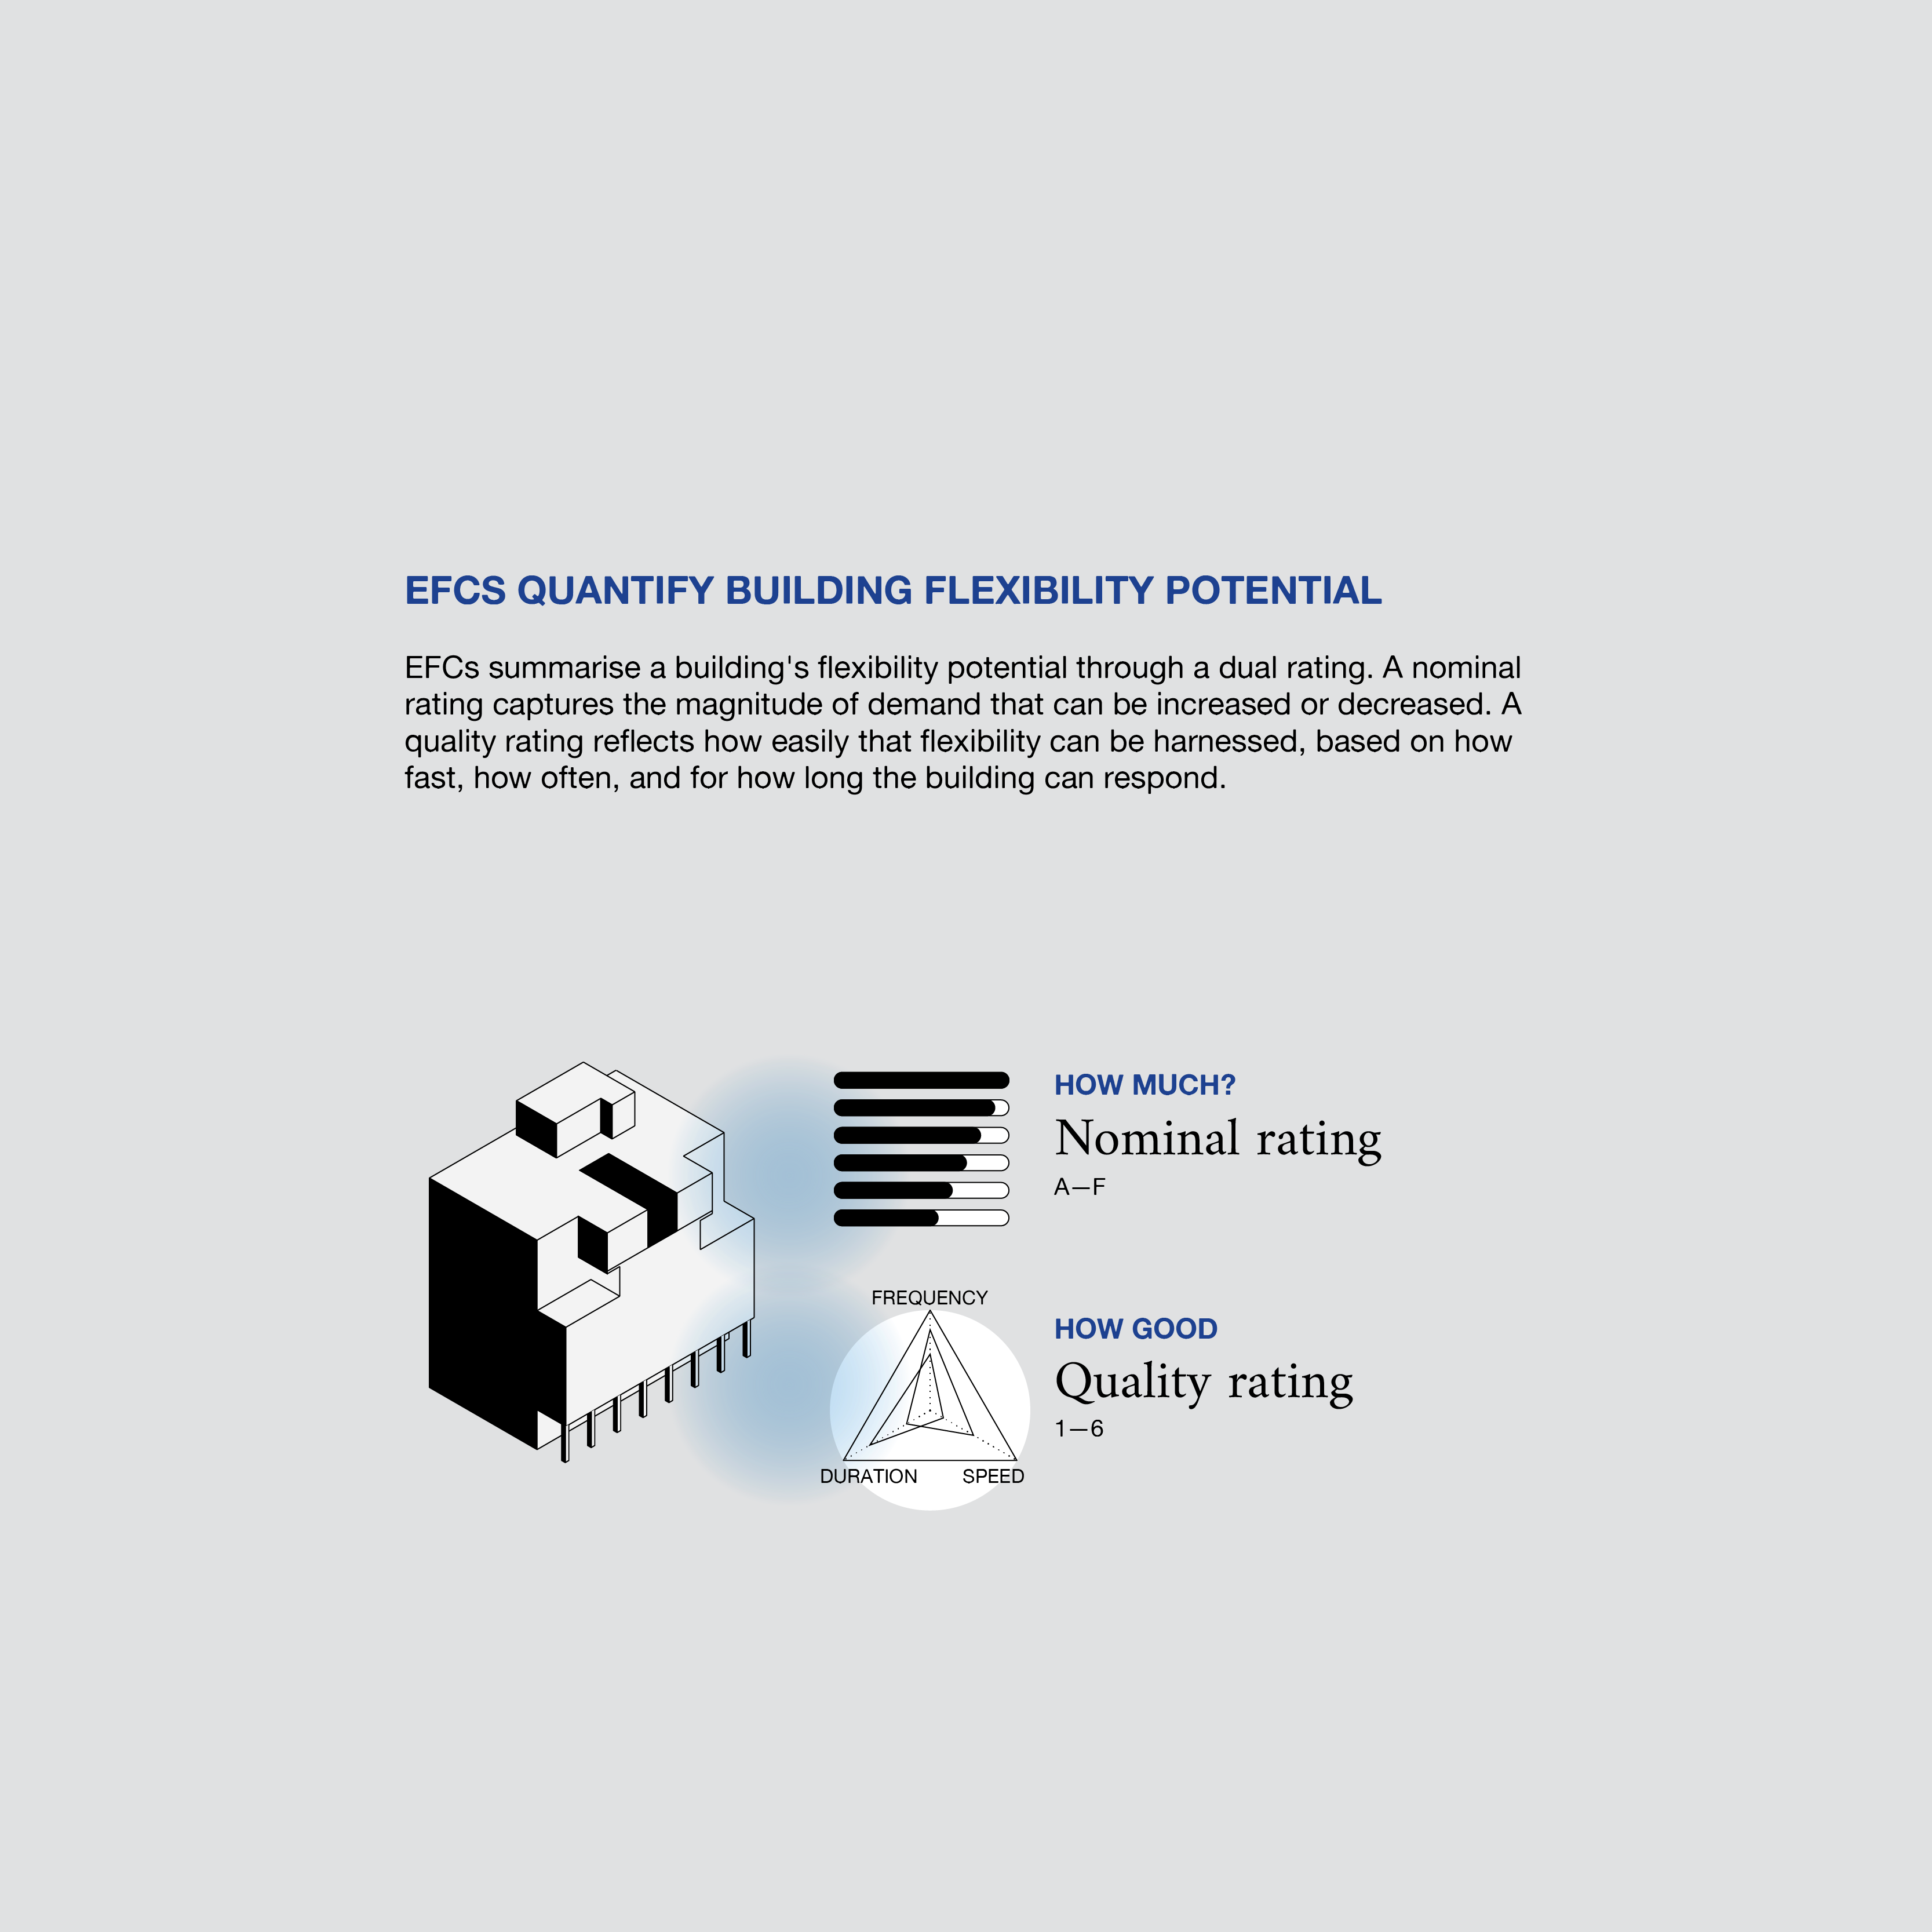 EFCS QUANTIFY BUILDING FLEXIBILITY POTENTIAL
EFCs summarise a building's flexibility potential through a dual rating. A nominal
rating captures the magnitude of demand that can be increased or decreased. A
quality rating reflects how easily that flexibility can be harnessed, based on how
fast, how often, and for how long the building can respond.
HOW MUCH?
Nominal rating
A—F
FREQUENCY
DURATION
SPEED
HOW GOOD
Quality rating
1—6